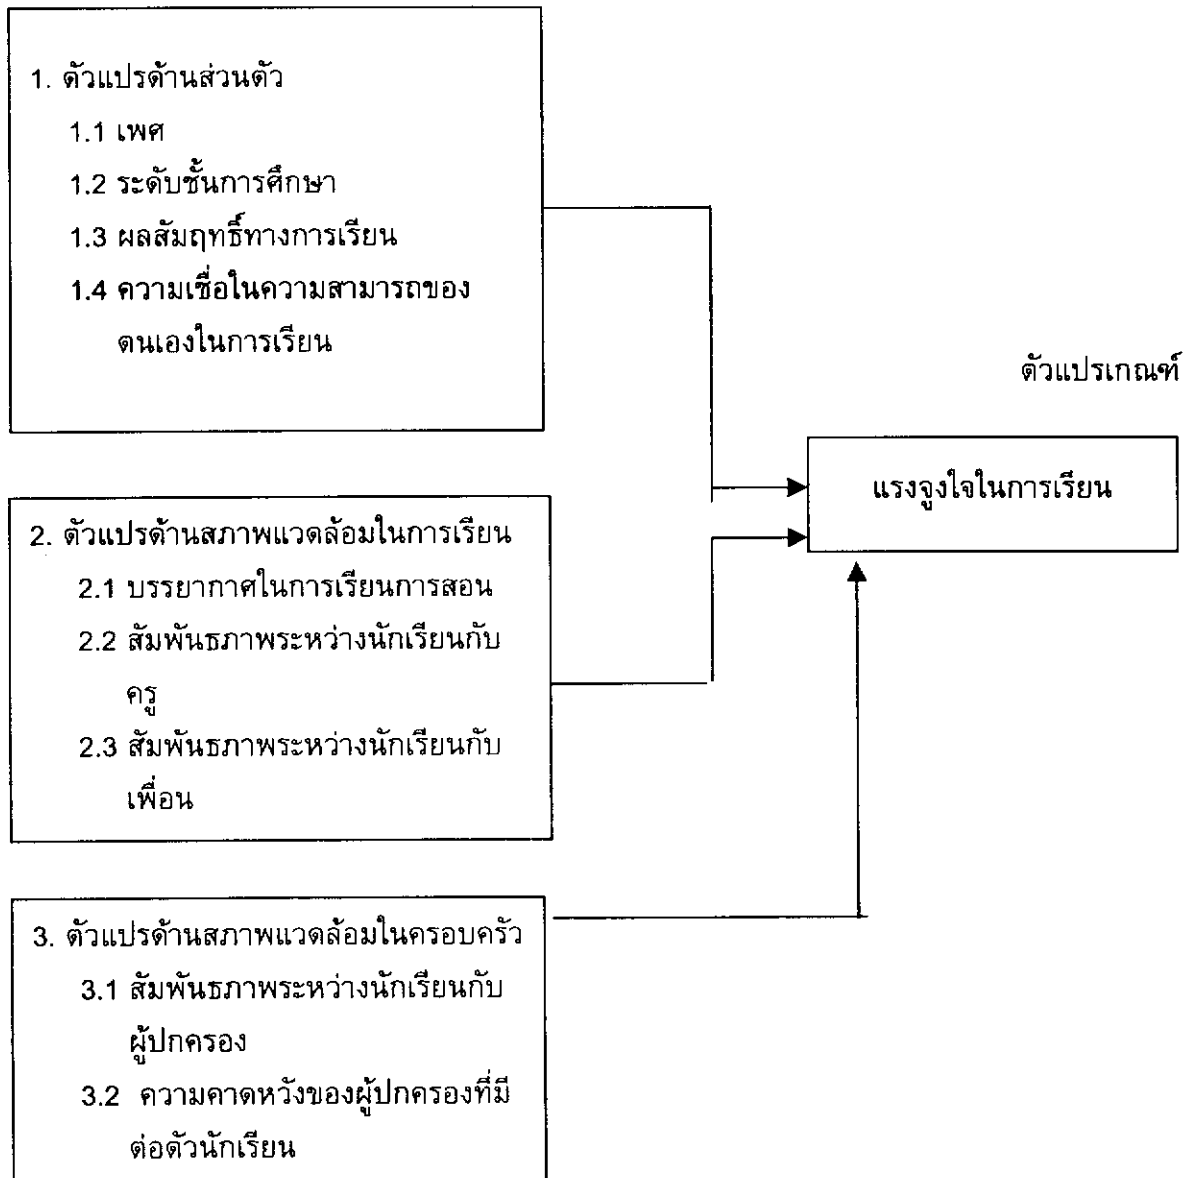 1. ตัวแปรด้านส่วนตัว
1.1 เพศ
1.2 ระดับชั้นการศึกษา
1.3 ผลสัมฤทธิ์ทางการเรียน
1.4 ความเชื่อในความสามารถของ
ตนเองในการเรียน
ตัวแปรเกณฑ์
แรงจูงใจในการเรียน
2. ตัวแปรด้านสภาพแวดล้อมในการเรียน
2.1 บรรยากาศในการเรียนการสอน
2.2 สัมพันธภาพระหว่างนักเรียนกับ
ครู
2.3 สัมพันธภาพระหว่างนักเรียนกับ
เพื่อน
3. ตัวแปรด้านสภาพแวดล้อมในครอบครัว
3.1 สัมพันธภาพระหว่างนักเรียนกับ
ผู้ปกครอง
3.2 ความคาดหวังของผู้ปกครองที่มี
ต่อตัวนักเรียน